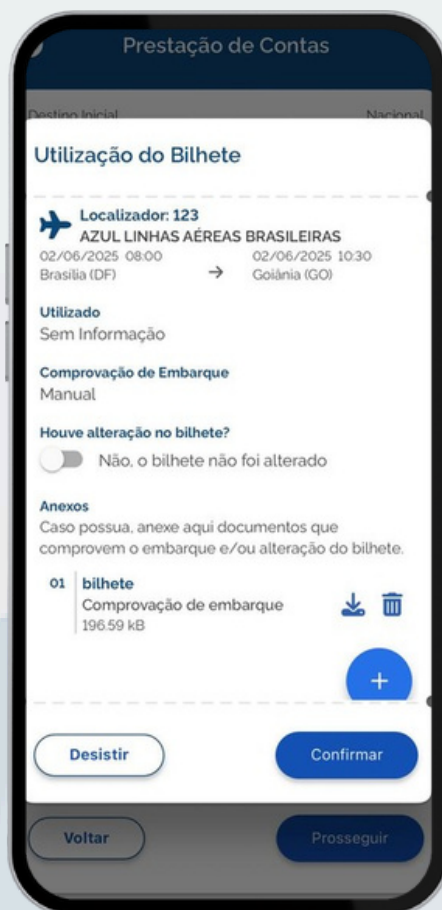 Prestação de Contas
Destino Inicial Nacional
Utilização do Bilhete
Localizador: 123
AZUL LINHAS AÉREAS BRASILEIRAS
02/06/2025 08:00 02/06/2025 10:30
Brasília (DF) → Goiânia (GO)
Utilizado
Sem Informação
Comprovação de Embarque
Manual
Houve alteração no bilhete?
Não, o bilhete não foi alterado
Anexos
Caso possua, anexe aqui documentos que
comprovem o embarque e/ou alteração do bilhete.
01 bilhete
Comprovação de embarque
196.59 kB
+
Desistir Confirmar
Voltar Prosseguir